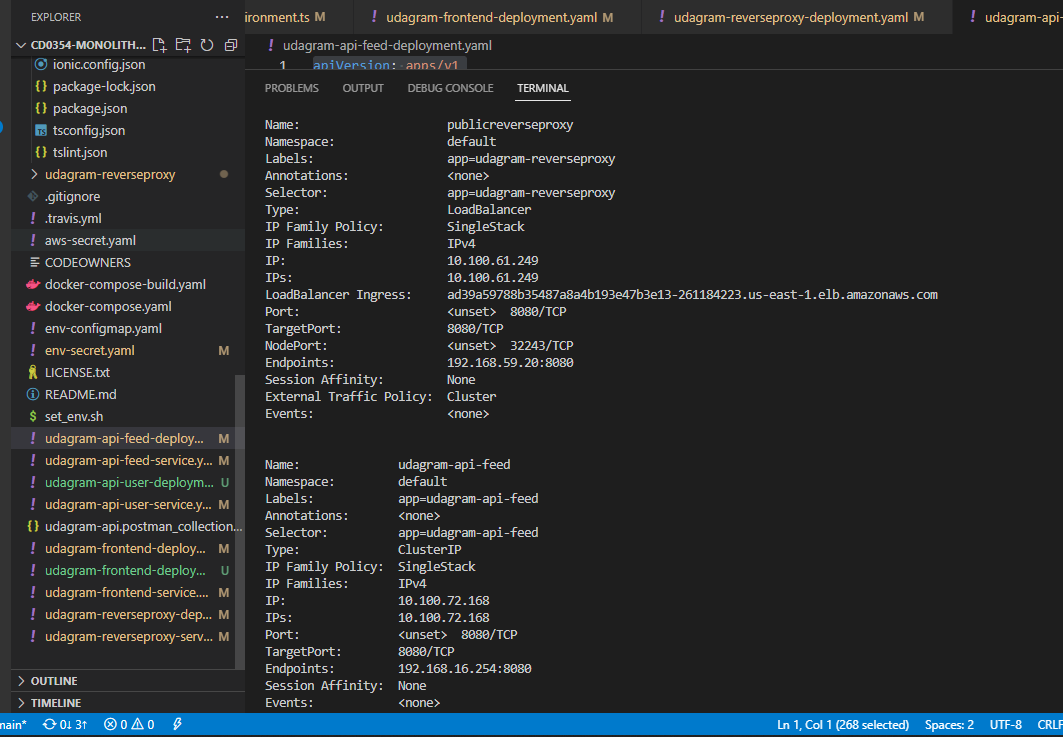 EXPLORER
...
ironment.ts M
! udagram-frontend-deployment.yaml M
! udagram-reverseproxy-deployment.yaml M
! udagram-api-
CD0354-MONOLITH...
! udagram-api-feed-deployment.yaml
1 apiVersion: apps/v1
ionic.config.json
{} package-lock.json
{} package.json
TS tsconfig.json
{} tslint.json
udagram-reverseproxy
.gitignore
! .travis.yml
! aws-secret.yaml
CODEOWNERS
docker-compose-build.yaml
docker-compose.yaml
! env-configmap.yaml
! env-secret.yaml M
LICENSE.txt
README.md
$ set_env.sh
! udagram-api-feed-deploy... M
! udagram-api-feed-service.y... M
! udagram-api-user-deploym... U
! udagram-api-user-service.y... M
{} udagram-api.postman_collection...
! udagram-frontend-deploy... M
! udagram-frontend-deploy... U
! udagram-frontend-service.... M
! udagram-reverseproxy-dep... M
! udagram-reverseproxy-serv... M
OUTLINE
TIMELINE
PROBLEMS OUTPUT DEBUG CONSOLE TERMINAL
Name: publicreverseproxy
Namespace: default
Labels: app=udagram-reverseproxy
Annotations: <none>
Selector: app=udagram-reverseproxy
Type: LoadBalancer
IP Family Policy: SingleStack
IP Families: IPv4
IP: 10.100.61.249
IPs: 10.100.61.249
LoadBalancer Ingress: ad39a59788b35487a8a4b193e47b3e13-261184223.us-east-1.elb.amazonaws.com
Port: <unset> 8080/TCP
TargetPort: 8080/TCP
NodePort: <unset> 32243/TCP
Endpoints: 192.168.59.20:8080
Session Affinity: None
External Traffic Policy: Cluster
Events: <none>
Name: udagram-api-feed
Namespace: default
Labels: app=udagram-api-feed
Annotations: <none>
Selector: app=udagram-api-feed
Type: ClusterIP
IP Family Policy: SingleStack
IP Families: IPv4
IP: 10.100.72.168
IPs: 10.100.72.168
Port: <unset> 8080/TCP
TargetPort: 8080/TCP
Endpoints: 192.168.16.254:8080
Session Affinity: None
Events: <none>
main* 0↓ 3↑ 0 0 Ln 1, Col 1 (268 selected) Spaces: 2 UTF-8 CRLF